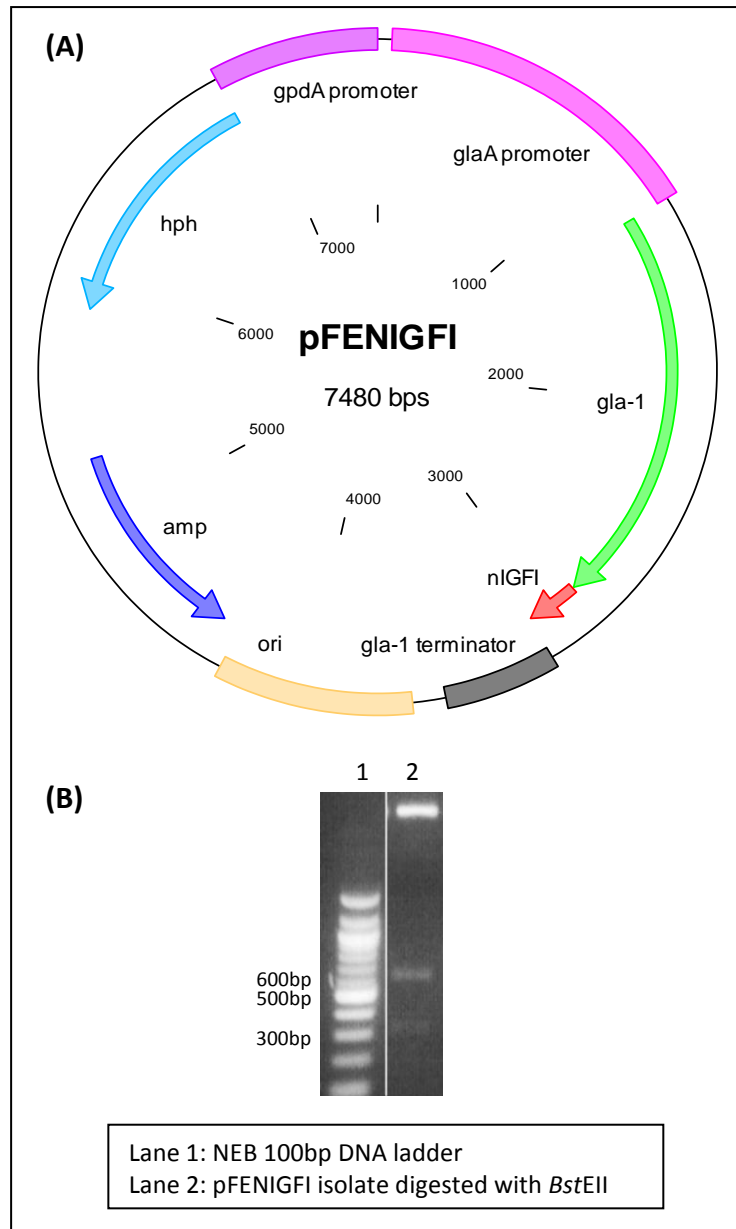 (A)
gpdA promoter
glaA promoter
hph
7000
1000
6000
pFENIGFI
7480 bps
2000
gla-1
5000
3000
4000
amp
nIGFI
ori
gla-1 terminator
1 2
(B)
600bp
500bp
300bp
Lane 1: NEB 100bp DNA ladder
Lane 2: pFENIGFI isolate digested with BstEII